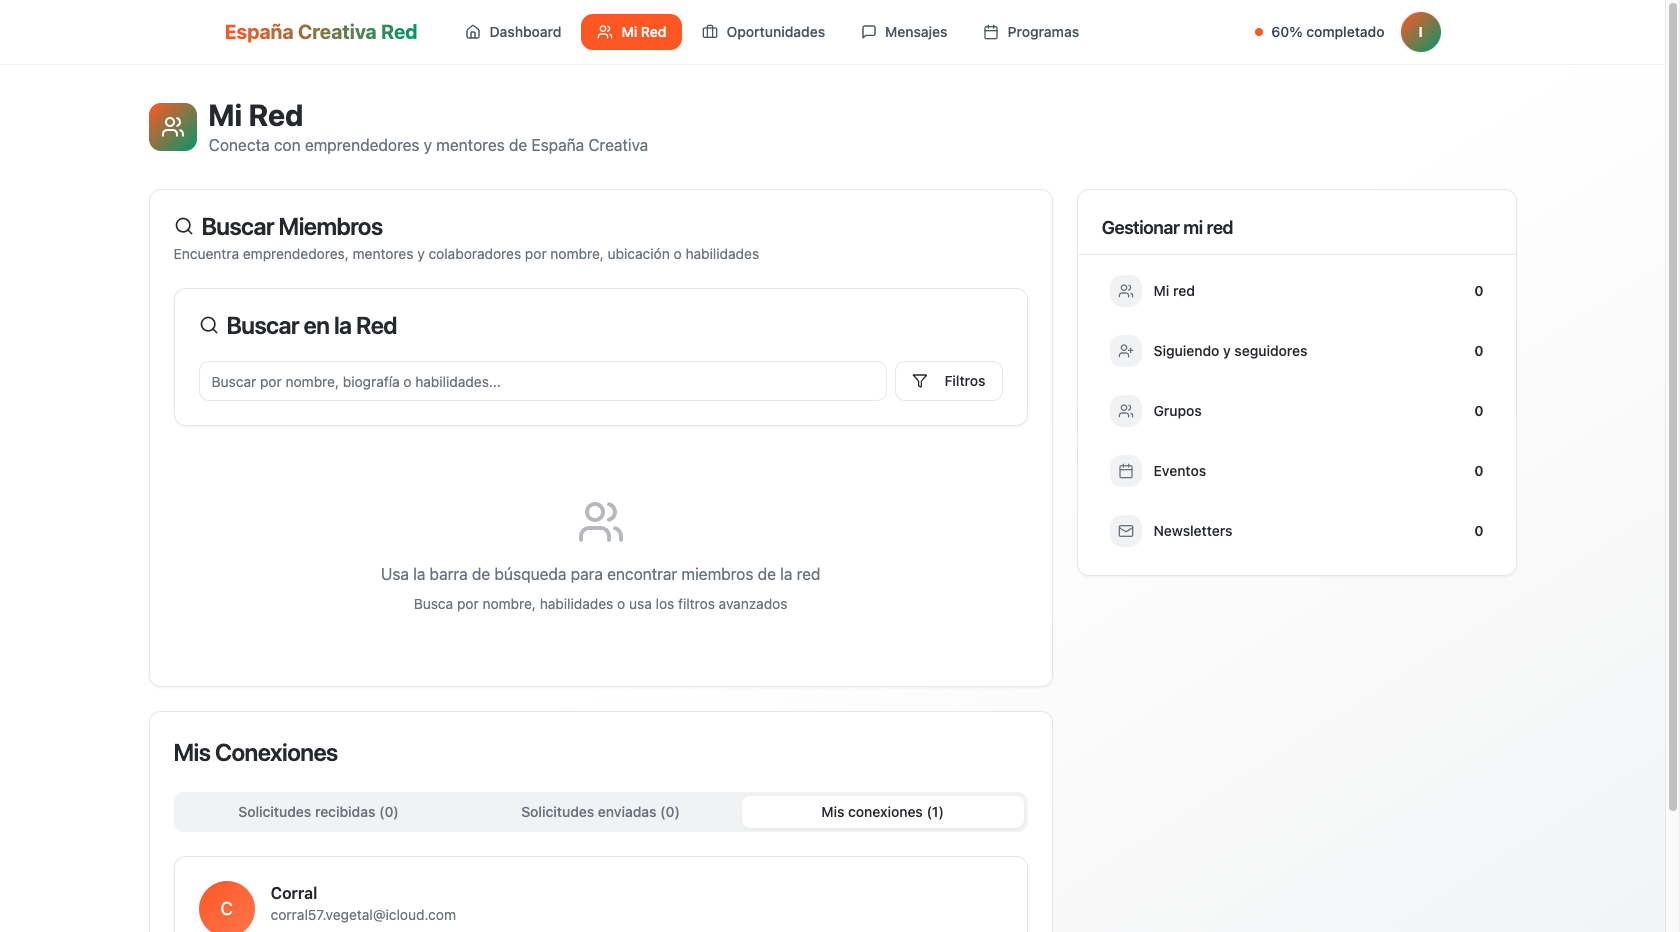 España Creativa Red
Dashboard
Mi Red
Oportunidades
Mensajes
Programas
60% completado
I
Mi Red
Conecta con emprendedores y mentores de España Creativa
Buscar Miembros
Encuentra emprendedores, mentores y colaboradores por nombre, ubicación o habilidades
Buscar en la Red
Buscar por nombre, biografía o habilidades...
Filtros
Usa la barra de búsqueda para encontrar miembros de la red
Busca por nombre, habilidades o usa los filtros avanzados
Gestionar mi red
Mi red 0
Siguiendo y seguidores 0
Grupos 0
Eventos 0
Newsletters 0
Mis Conexiones
Solicitudes recibidas (0)
Solicitudes enviadas (0)
Mis conexiones (1)
C
Corral
corral57.vegetal@icloud.com